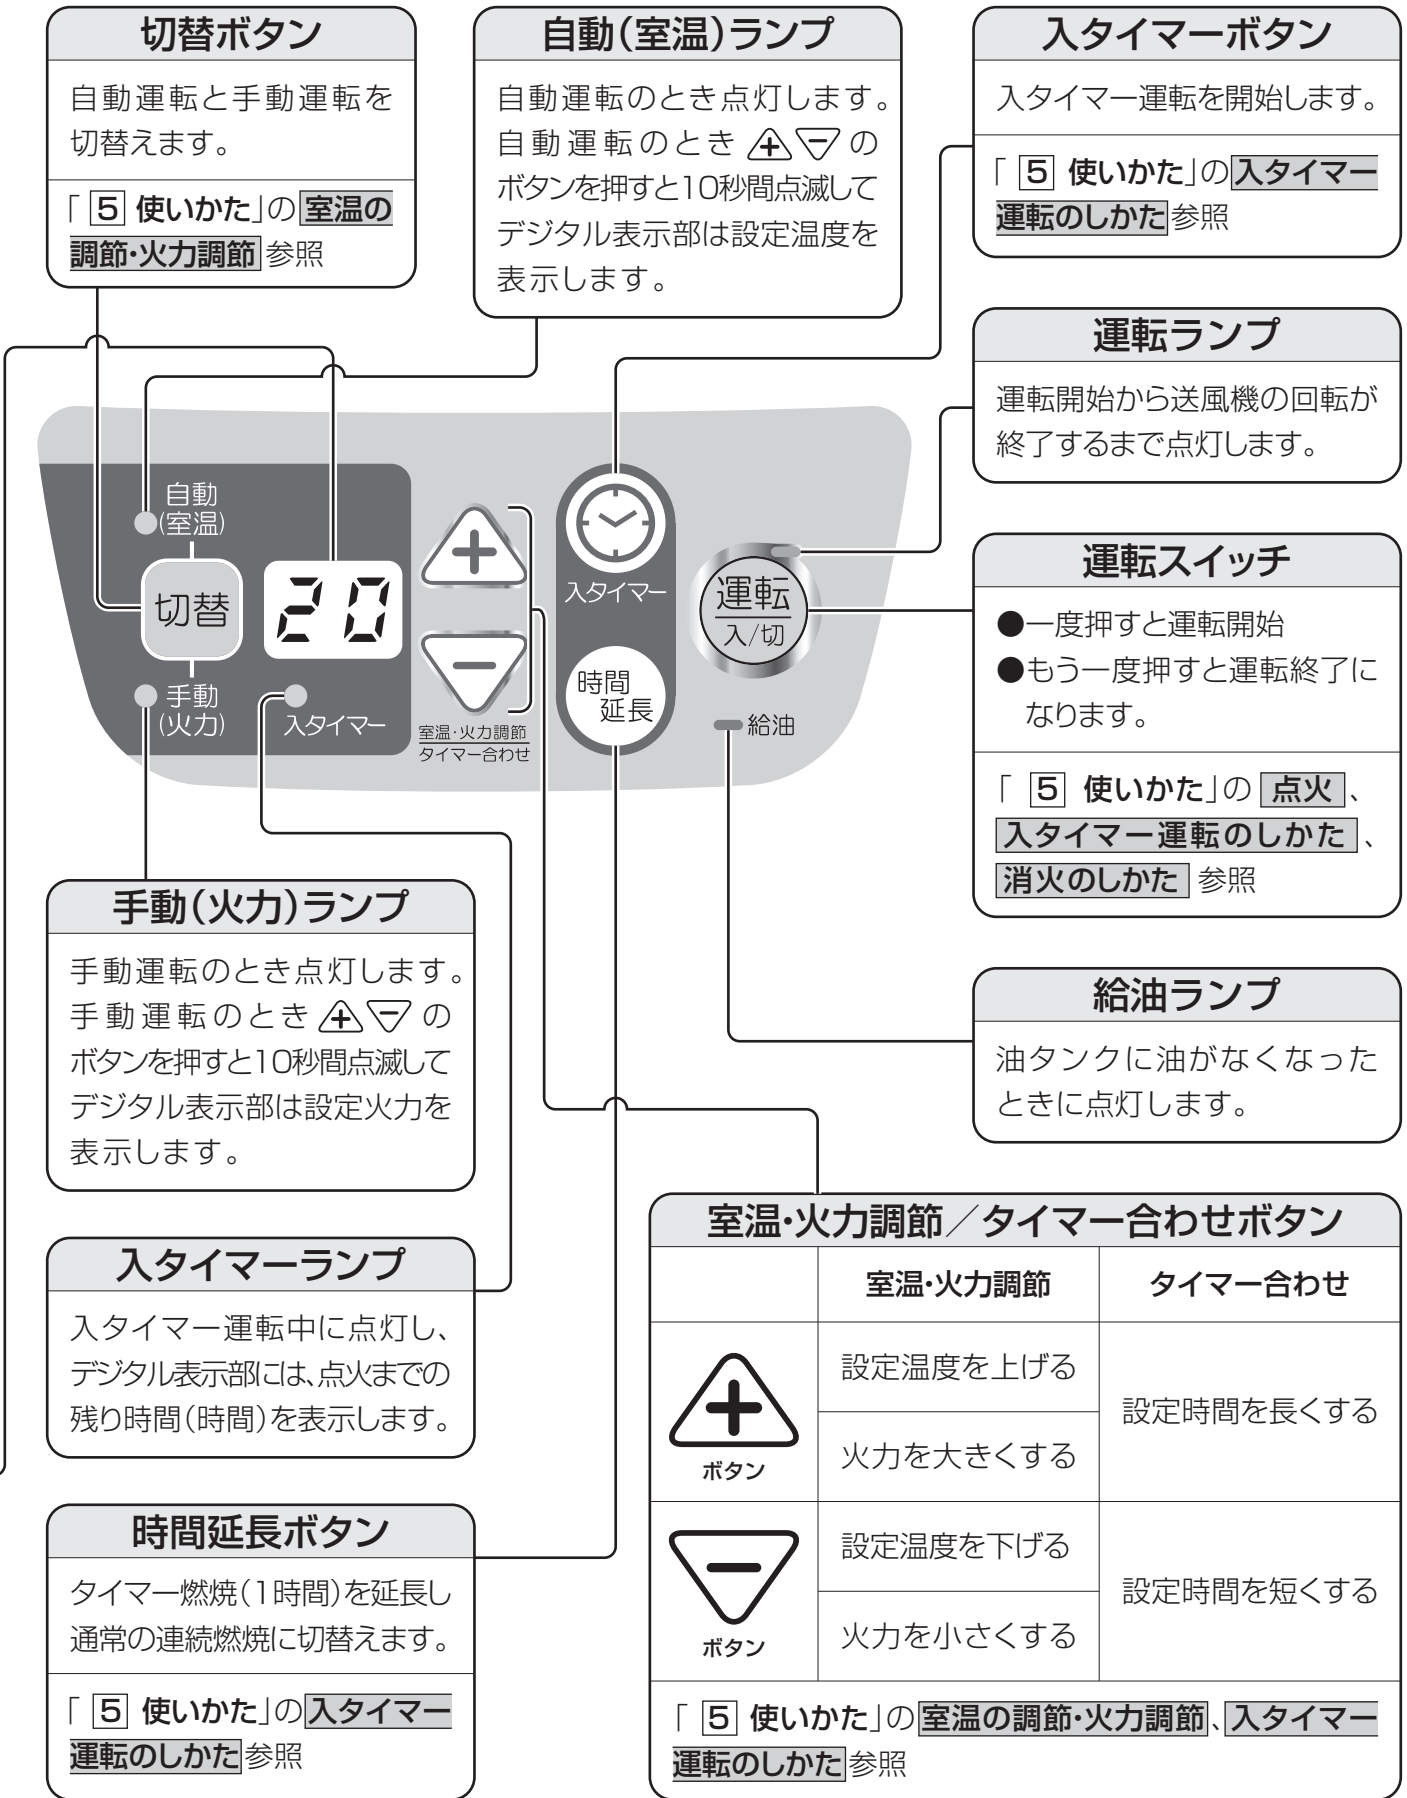 切替ボタン
自動運転と手動運転を
切替えます。
「5 使いかた」の室温の
調節・火力調節参照
自動(室温)ランプ
自動運転のとき点灯します。
自動運転のとき + − の
ボタンを押すと10秒間点滅して
デジタル表示部は設定温度を
表示します。
入タイマーボタン
入タイマー運転を開始します。
「5 使いかた」の入タイマー
運転のしかた参照
運転ランプ
運転開始から送風機の回転が
終了するまで点灯します。
自動
(室温)
切替
20
手動
(火力)
入タイマー
+
−
室温・火力調節
タイマー合わせ
入タイマー
時間
延長
運転
入/切
給油
運転スイッチ
●一度押すと運転開始
●もう一度押すと運転終了に
なります。
「5 使いかた」の点火、
入タイマー運転のしかた、
消火のしかた参照
手動(火力)ランプ
手動運転のとき点灯します。
手動運転のとき + − の
ボタンを押すと10秒間点滅して
デジタル表示部は設定火力を
表示します。
給油ランプ
油タンクに油がなくなった
ときに点灯します。
入タイマーランプ
入タイマー運転中に点灯し、
デジタル表示部には、点火までの
残り時間(時間)を表示します。
時間延長ボタン
タイマー燃焼(1時間)を延長し
通常の連続燃焼に切替えます。
「5 使いかた」の入タイマー
運転のしかた参照
室温・火力調節/タイマー合わせボタン
室温・火力調節 タイマー合わせ
+
ボタン
設定温度を上げる
火力を大きくする
設定時間を長くする
−
ボタン
設定温度を下げる
火力を小さくする
設定時間を短くする
「5 使いかた」の室温の調節・火力調節、入タイマー
運転のしかた参照